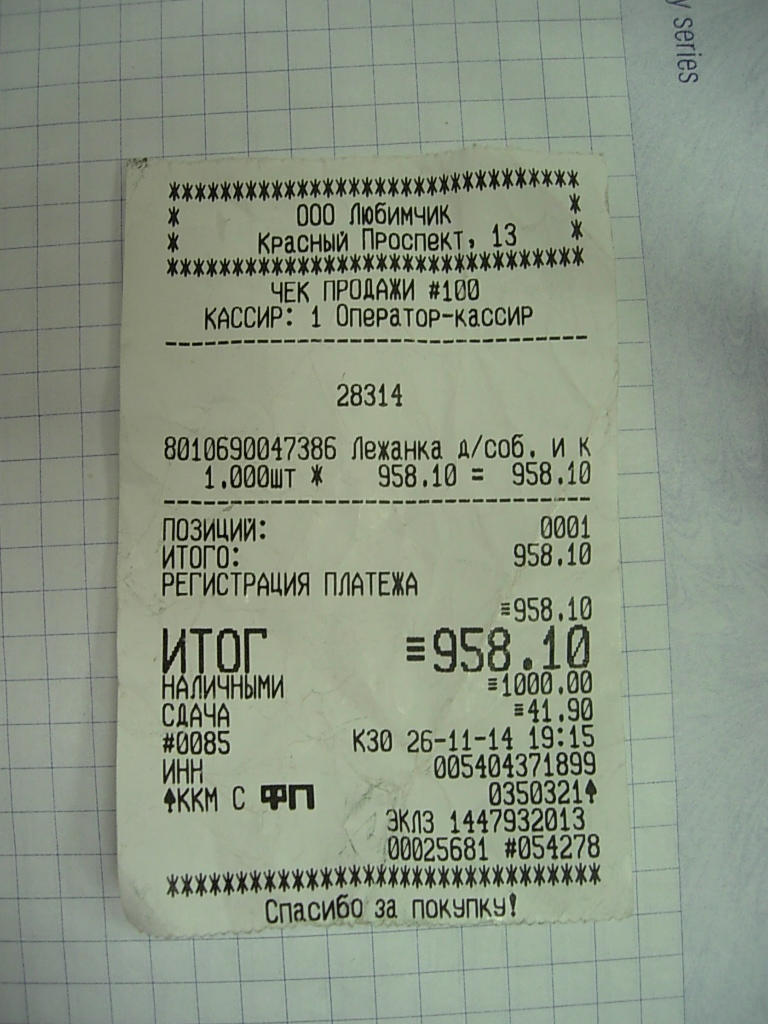 y series
********************************
* ООО Любимчик *
* Красный Проспект, 13 *
********************************
ЧЕК ПРОДАЖИ #100
КАССИР: 1 Оператор-кассир
--------------------------------
28314
8010690047386 Лежанка д/соб. и к
1.000шт * 958.10 = 958.10
--------------------------------
ПОЗИЦИЙ: 0001
ИТОГО: 958.10
РЕГИСТРАЦИЯ ПЛАТЕЖА
≡958.10
ИТОГ ≡958.10
НАЛИЧНЫМИ ≡1000.00
СДАЧА ≡41.90
#0085 К30 26-11-14 19:15
ИНН 005404371899
↑ККМ С ФП 0350321↑
ЭКЛЗ 1447932013
00025681 #054278
********************************
Спасибо за покупку!